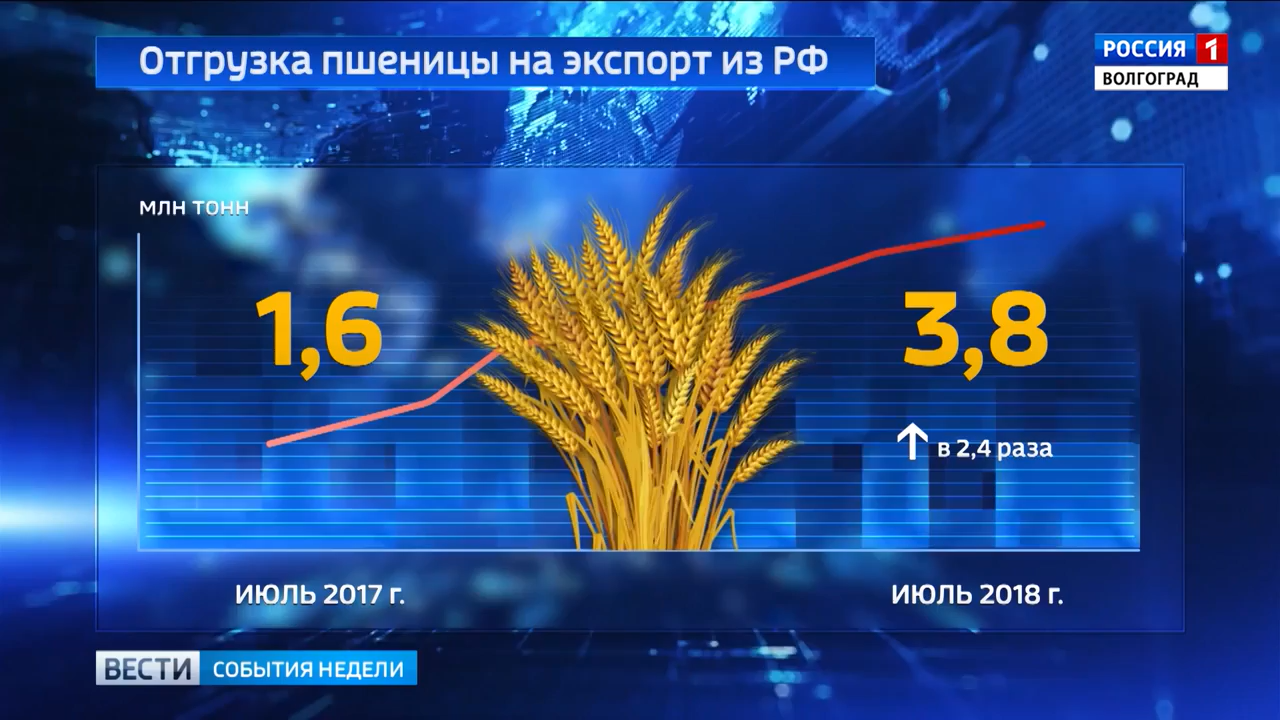 Отгрузка пшеницы на экспорт из РФ
РОССИЯ 1
ВОЛГОГРАД
МЛН ТОНН
1,6
3,8
↑ в 2,4 раза
ИЮЛЬ 2017 г.
ИЮЛЬ 2018 г.
ВЕСТИ СОБЫТИЯ НЕДЕЛИ